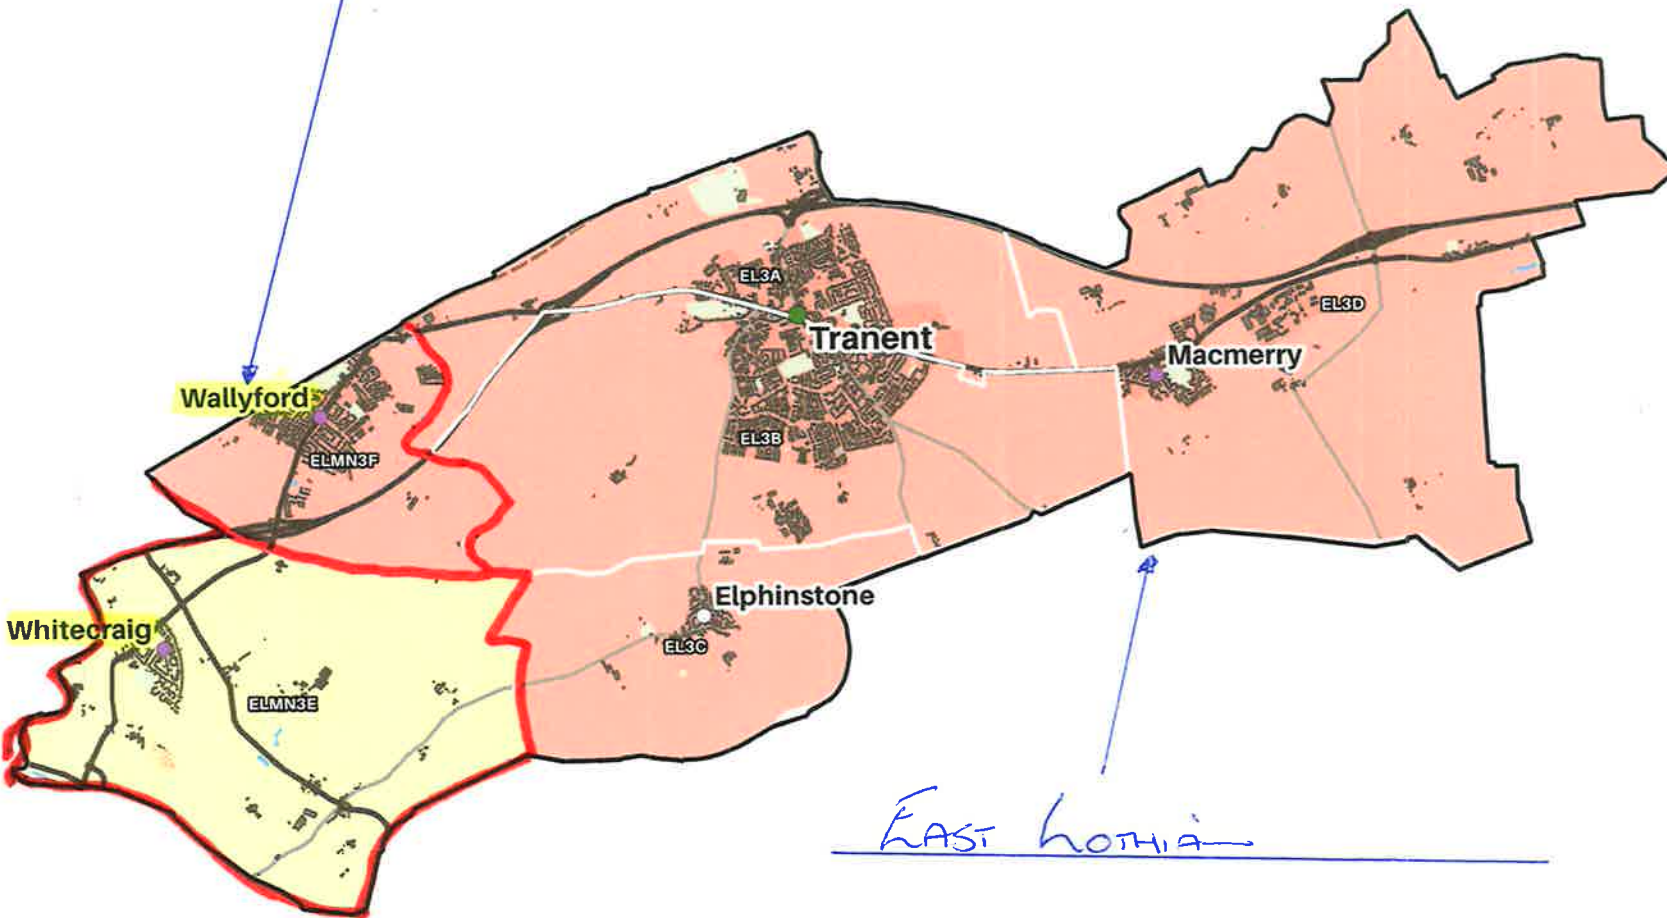 EL3A
EL3D
Tranent
Macmerry
Wallyford
EL3B
ELMN3F
Elphinstone
Whitecraig
EL3C
ELMN3E
EAST LOTHIAN